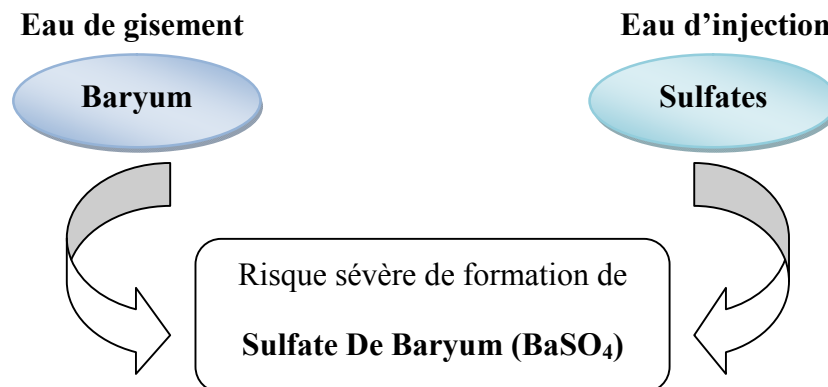 Eau de gisement
Eau d’injection
Baryum
Sulfates
Risque sévère de formation de
Sulfate De Baryum (BaSO₄)